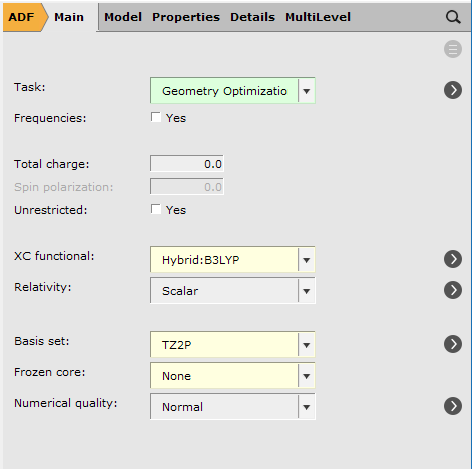 ADF Main Model Properties Details MultiLevel
Task: Geometry Optimizatio
Frequencies: Yes
Total charge: 0.0
Spin polarization: 0.0
Unrestricted: Yes
XC functional: Hybrid:B3LYP
Relativity: Scalar
Basis set: TZ2P
Frozen core: None
Numerical quality: Normal